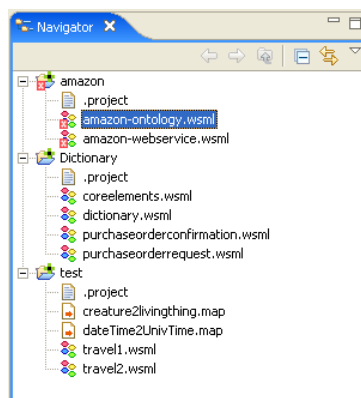 Navigator
amazon
.project
amazon-ontology.wsml
amazon-webservice.wsml
Dictionary
.project
coreelements.wsml
dictionary.wsml
purchaseorderconfirmation.wsml
purchaseorderrequest.wsml
test
.project
creature2livingthing.map
dateTime2UnivTime.map
travel1.wsml
travel2.wsml